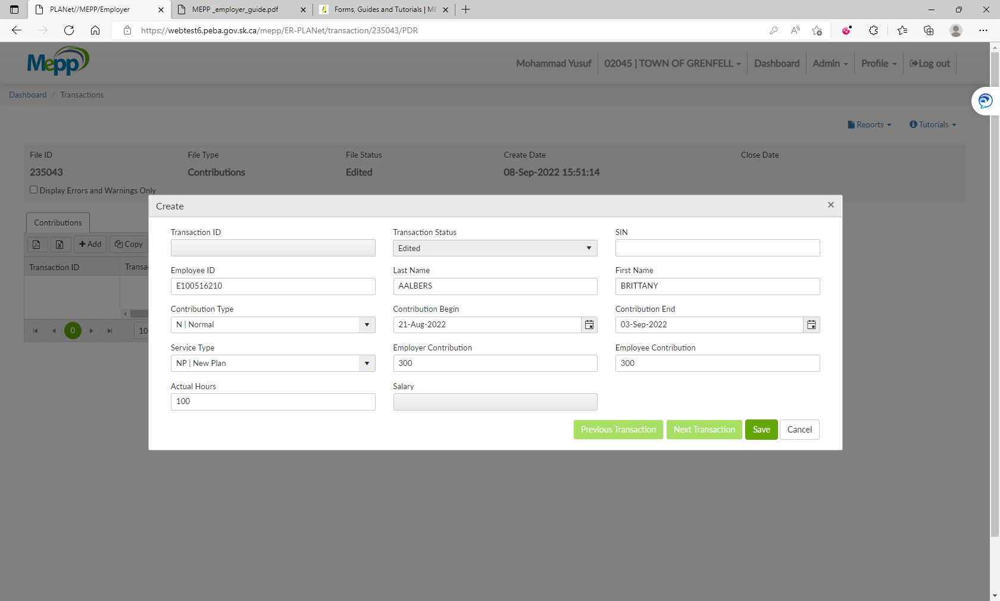 PLANet//MEPP/Employer
MEPP _employer_guide.pdf
Forms, Guides and Tutorials | ME
https://webtest6.peba.gov.sk.ca/mepp/ER-PLANet/transaction/235043/PDR
Mepp
Mohammad Yusuf
02045 | TOWN OF GRENFELL
Dashboard
Admin
Profile
Log out
Dashboard / Transactions
Reports
Tutorials
File ID
File Type
File Status
Create Date
Close Date
235043
Contributions
Edited
08-Sep-2022 15:51:14
Display Errors and Warnings Only
Contributions
Add
Copy
Transaction ID
Transa
0
10
Create
Transaction ID
Transaction Status
SIN
Edited
Employee ID
Last Name
First Name
E100516210
AALBERS
BRITTANY
Contribution Type
Contribution Begin
Contribution End
N | Normal
21-Aug-2022
03-Sep-2022
Service Type
Employer Contribution
Employee Contribution
NP | New Plan
300
300
Actual Hours
Salary
100
Previous Transaction
Next Transaction
Save
Cancel